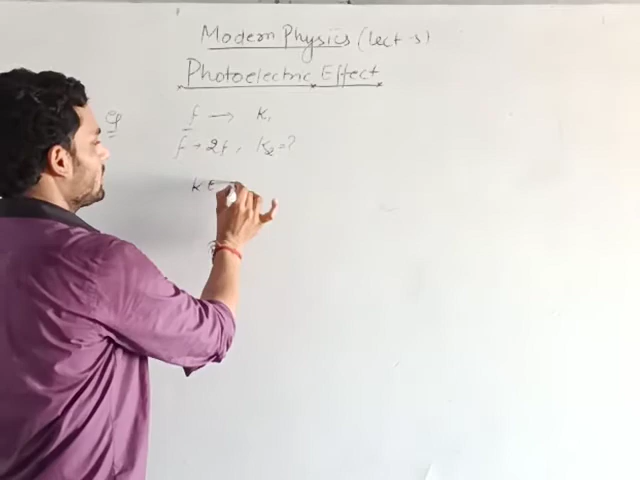 Modern Physics (Lect-5)
Photoelectric Effect
f → K₁
f → 2f, K₂ = ?
KE